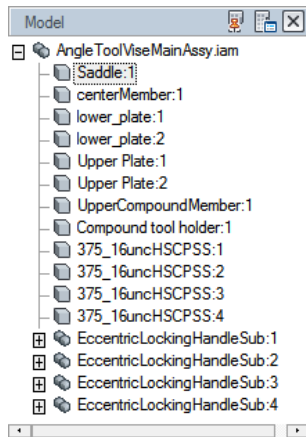 Model
AngleToolViseMainAssy.iam
Saddle:1
centerMember:1
lower_plate:1
lower_plate:2
Upper Plate:1
Upper Plate:2
UpperCompoundMember:1
Compound tool holder:1
375_16uncHSCPSS:1
375_16uncHSCPSS:2
375_16uncHSCPSS:3
375_16uncHSCPSS:4
EccentricLockingHandleSub:1
EccentricLockingHandleSub:2
EccentricLockingHandleSub:3
EccentricLockingHandleSub:4